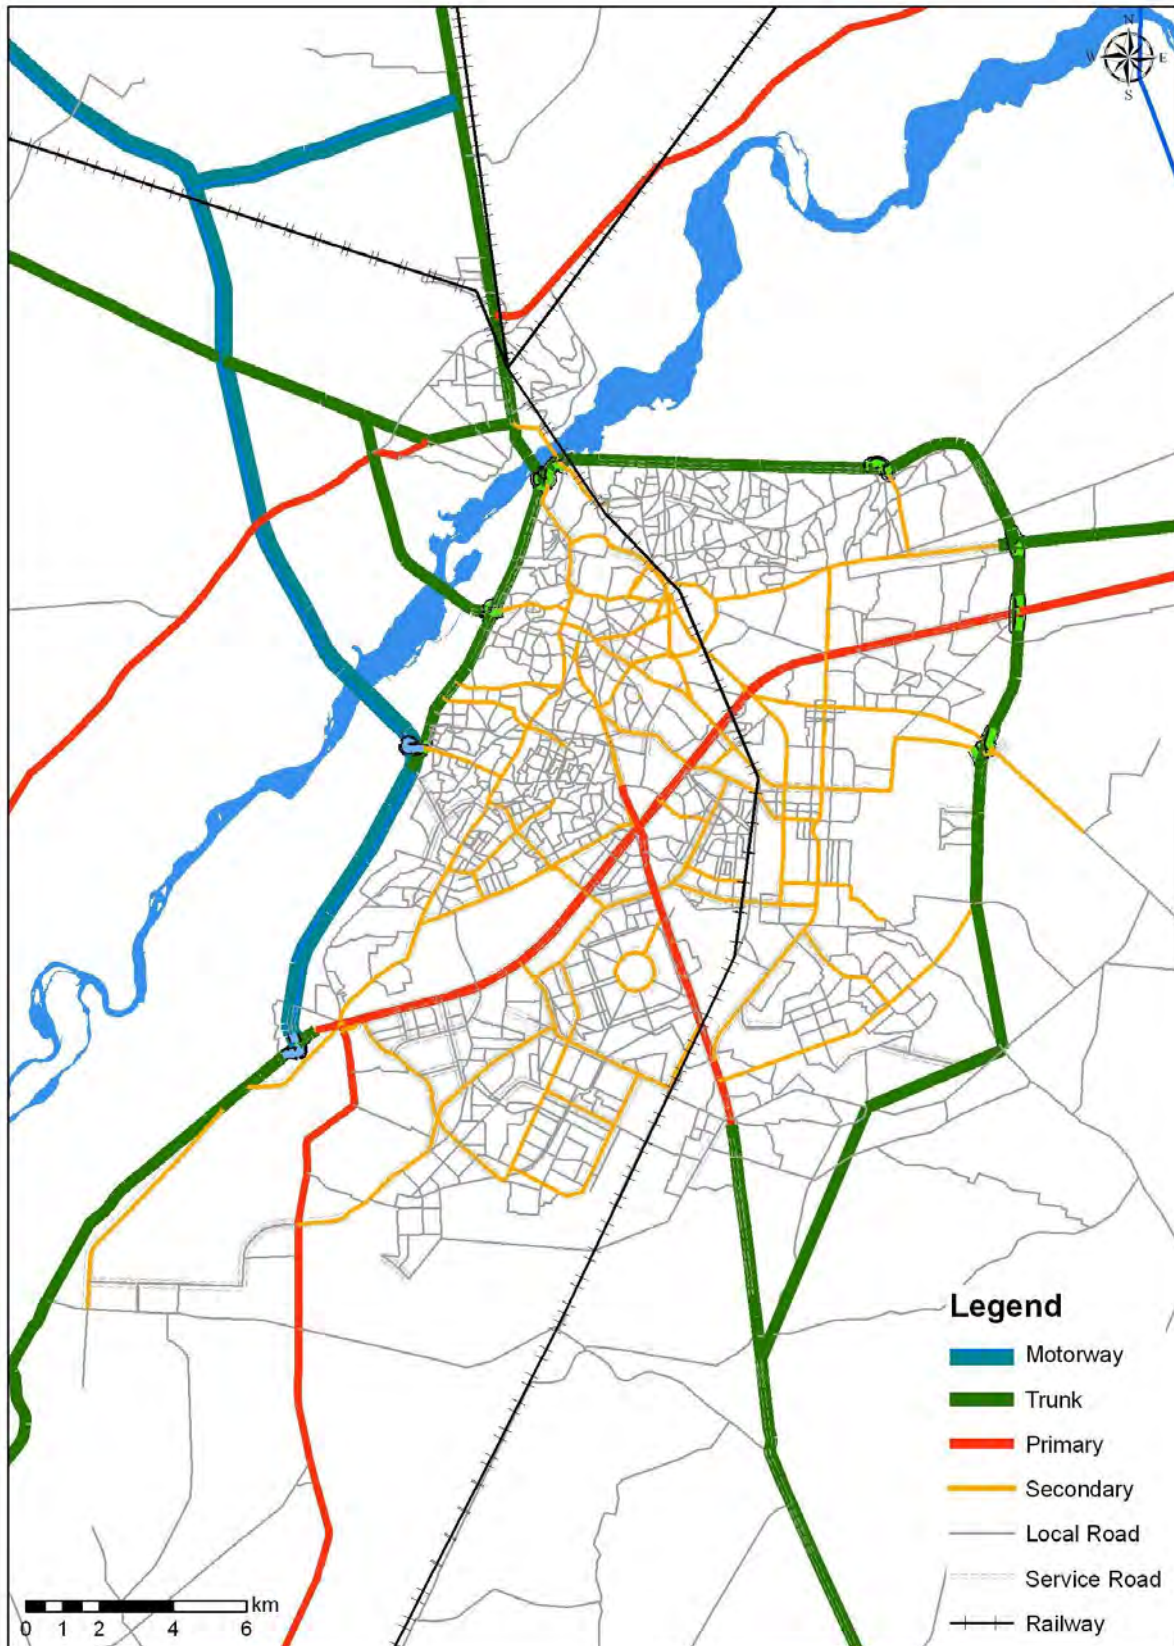 N
W E
S
Legend
Motorway
Trunk
Primary
Secondary
Local Road
Service Road
Railway
km
0 1 2 4 6